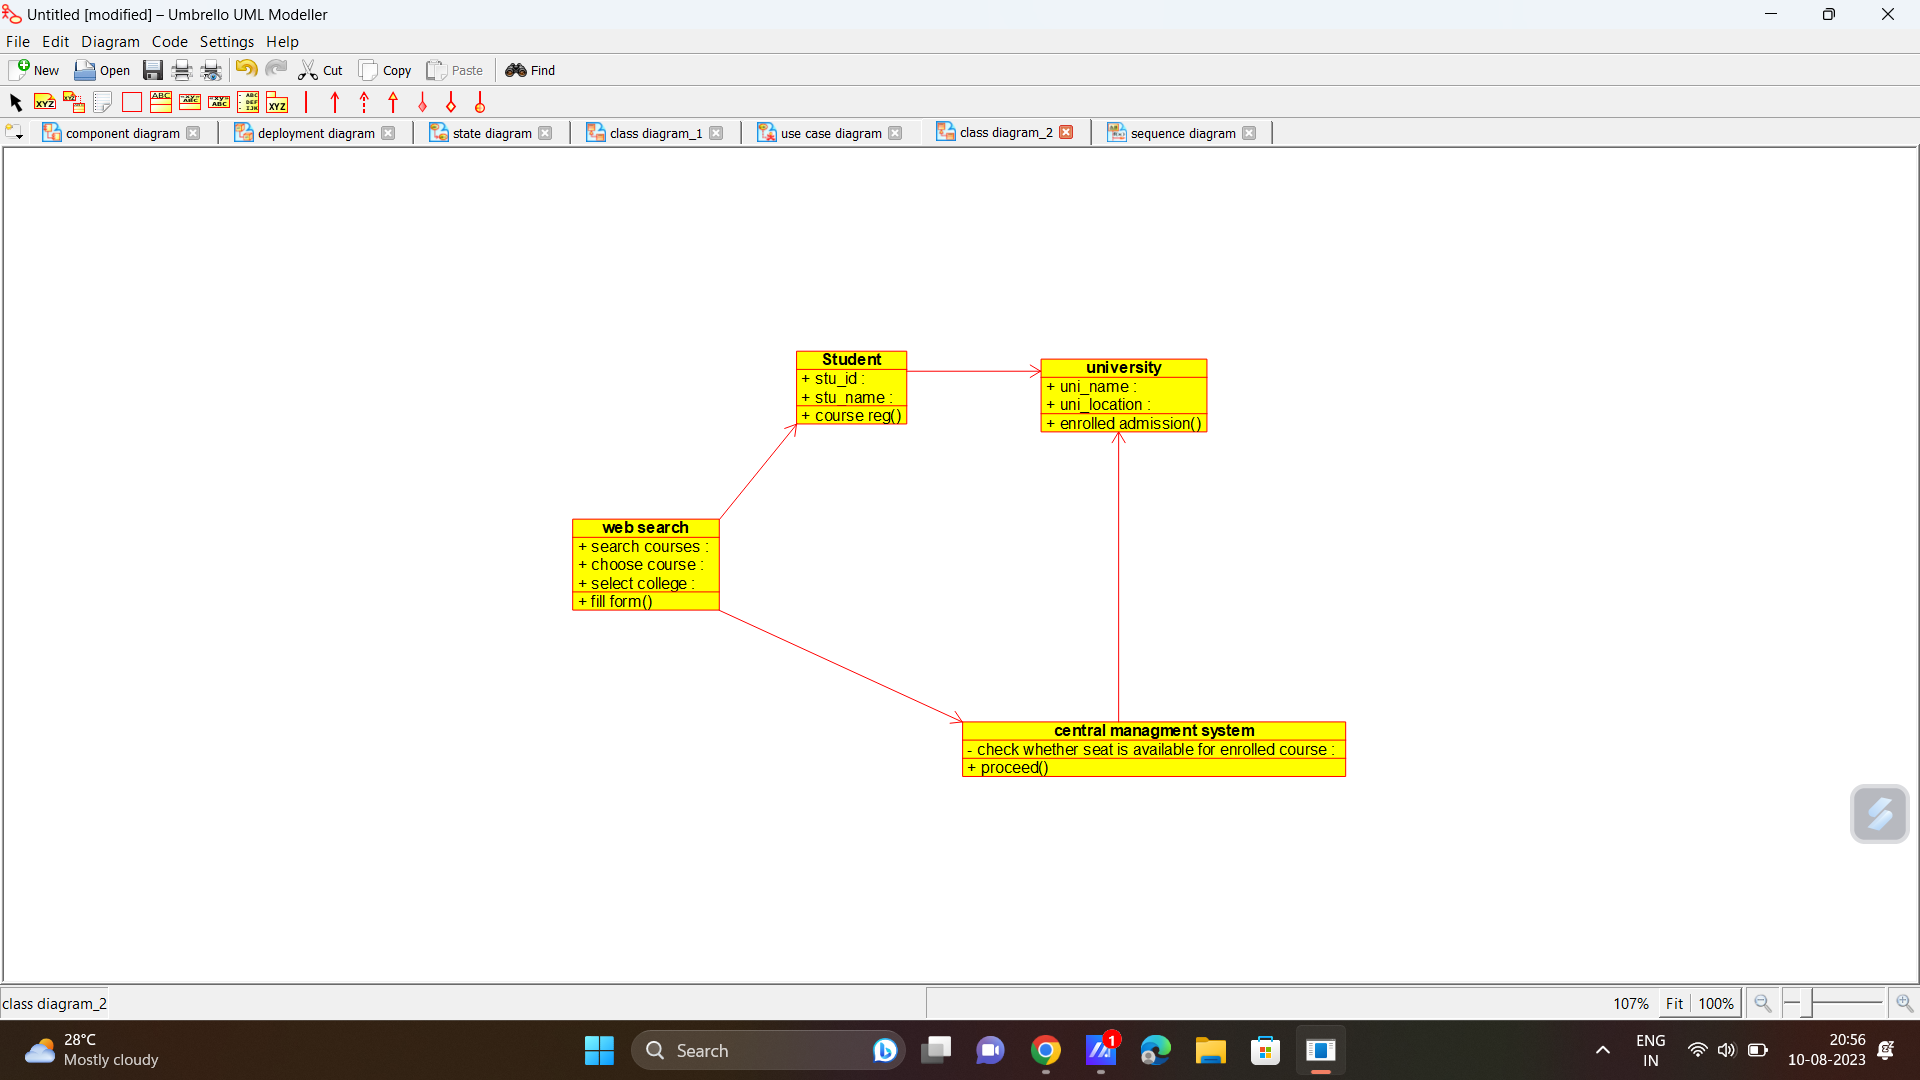 Untitled [modified] – Umbrello UML Modeller
File Edit Diagram Code Settings Help
New Open Cut Copy Paste Find
component diagram deployment diagram state diagram class diagram_1 use case diagram class diagram_2 sequence diagram
Student
+ stu_id :
+ stu_name :
+ course reg()
university
+ uni_name :
+ uni_location :
+ enrolled admission()
web search
+ search courses :
+ choose course :
+ select college :
+ fill form()
central managment system
- check whether seat is available for enrolled course :
+ proceed()
class diagram_2
107% Fit 100%
28°C
Mostly cloudy
Search
1
ENG
IN
20:56
10-08-2023